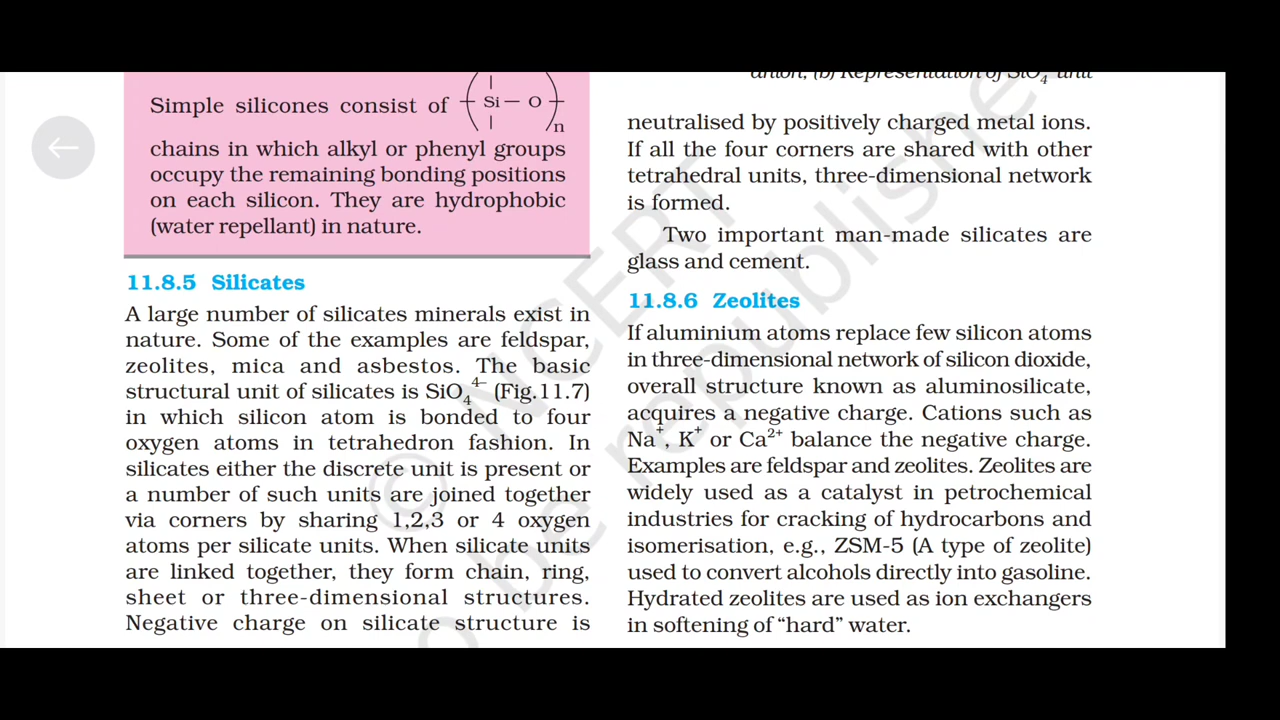 Simple silicones consist of ( Si — O )n
chains in which alkyl or phenyl groups
occupy the remaining bonding positions
on each silicon. They are hydrophobic
(water repellant) in nature.
11.8.5 Silicates
A large number of silicates minerals exist in
nature. Some of the examples are feldspar,
zeolites, mica and asbestos. The basic
structural unit of silicates is SiO₄⁴⁻ (Fig.11.7)
in which silicon atom is bonded to four
oxygen atoms in tetrahedron fashion. In
silicates either the discrete unit is present or
a number of such units are joined together
via corners by sharing 1,2,3 or 4 oxygen
atoms per silicate units. When silicate units
are linked together, they form chain, ring,
sheet or three-dimensional structures.
Negative charge on silicate structure is
anion, (b) Representation of SiO₄ unit
neutralised by positively charged metal ions.
If all the four corners are shared with other
tetrahedral units, three-dimensional network
is formed.
Two important man-made silicates are
glass and cement.
11.8.6 Zeolites
If aluminium atoms replace few silicon atoms
in three-dimensional network of silicon dioxide,
overall structure known as aluminosilicate,
acquires a negative charge. Cations such as
Na⁺, K⁺ or Ca²⁺ balance the negative charge.
Examples are feldspar and zeolites. Zeolites are
widely used as a catalyst in petrochemical
industries for cracking of hydrocarbons and
isomerisation, e.g., ZSM-5 (A type of zeolite)
used to convert alcohols directly into gasoline.
Hydrated zeolites are used as ion exchangers
in softening of “hard” water.
© NCERT
be republishe